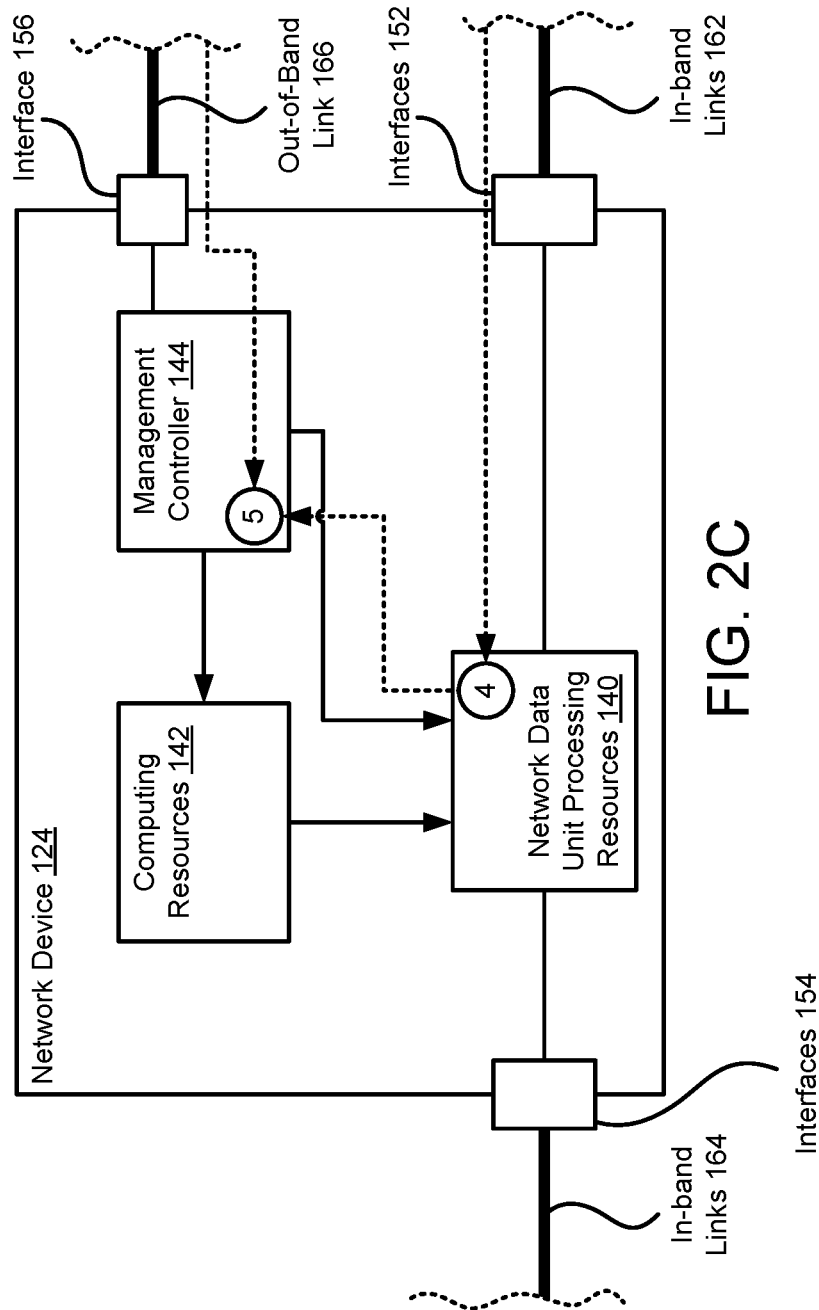 Network Device 124
Computing
Resources 142
Management
Controller 144
5
Interface 156
Out-of-Band
Link 166
Interfaces 152
In-band
Links 162
4
Network Data
Unit Processing
Resources 140
In-band
Links 164
Interfaces 154
FIG. 2C